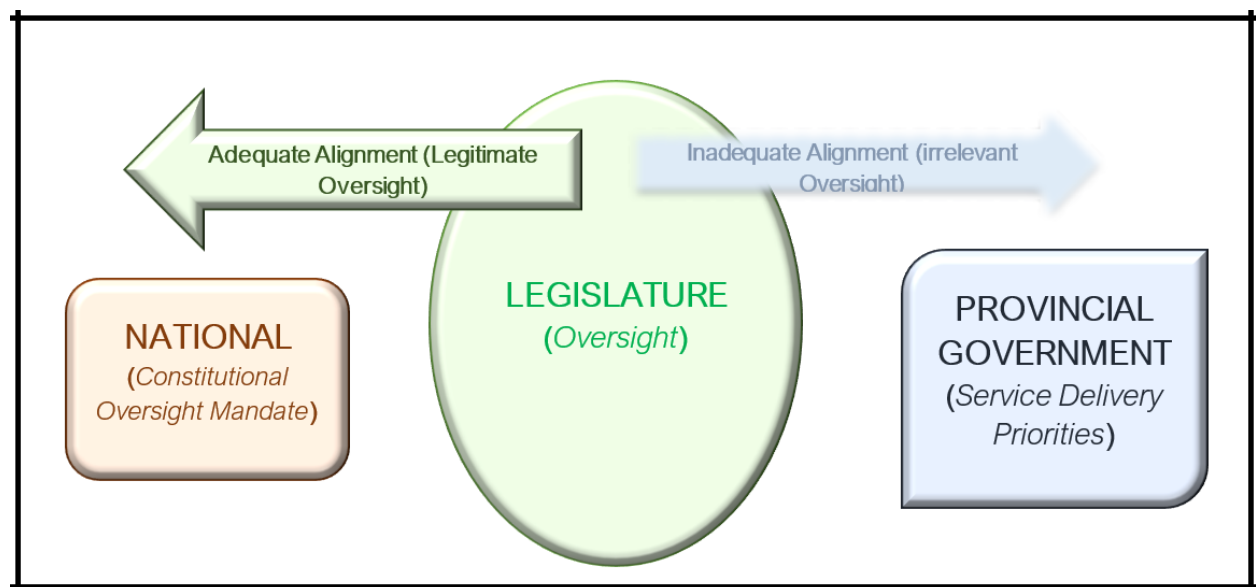 Adequate Alignment (Legitimate
Oversight)
Inadequate Alignment (irrelevant
Oversight)
LEGISLATURE
(Oversight)
NATIONAL
(Constitutional
Oversight Mandate)
PROVINCIAL
GOVERNMENT
(Service Delivery
Priorities)